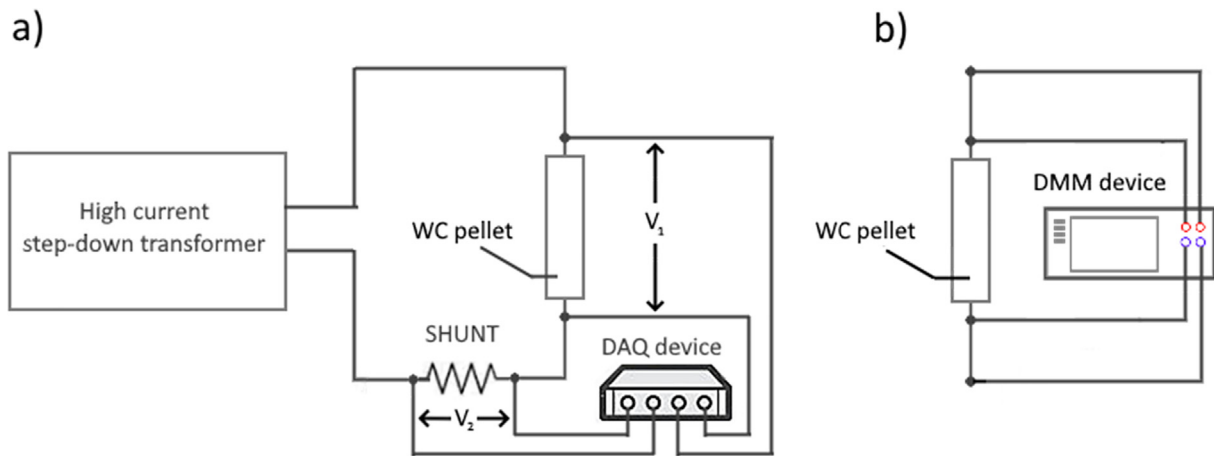 a)
High current
step-down transformer
WC pellet
V₁
SHUNT
V₂
DAQ device
b)
DMM device
WC pellet